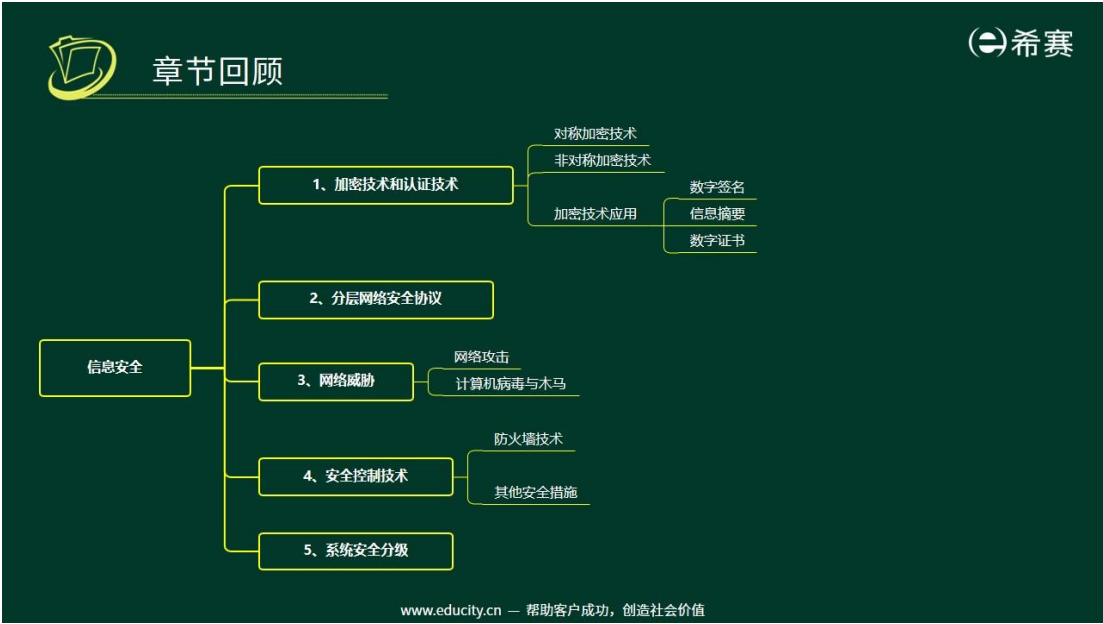 希赛
章节回顾
对称加密技术
1、加密技术和认证技术
非对称加密技术
加密技术应用
数字签名
信息摘要
数字证书
2、分层网络安全协议
信息安全
3、网络威胁
网络攻击
计算机病毒与木马
4、安全控制技术
防火墙技术
其他安全措施
5、系统安全分级
www.educity.cn — 帮助客户成功，创造社会价值